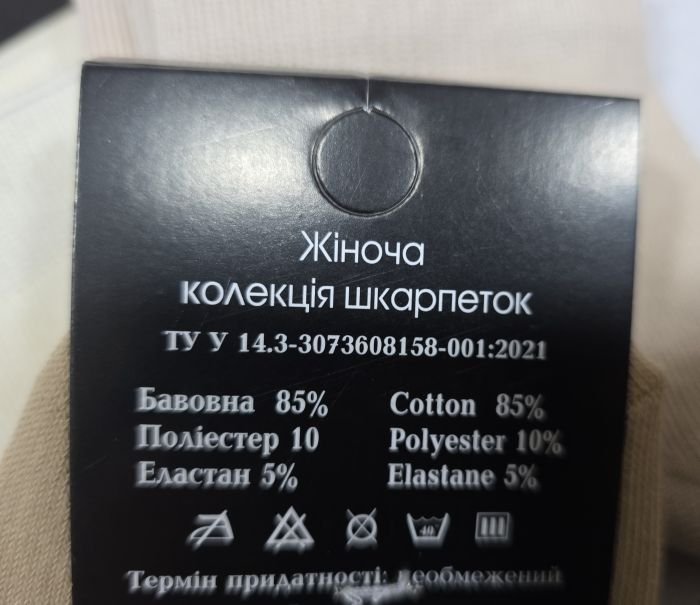 Жіноча
колекція шкарпеток
ТУ У 14.3-3073608158-001:2021
Бавовна 85% Cotton 85%
Поліестер 10 Polyester 10%
Еластан 5% Elastane 5%
40°
Термін придатності: необмежений